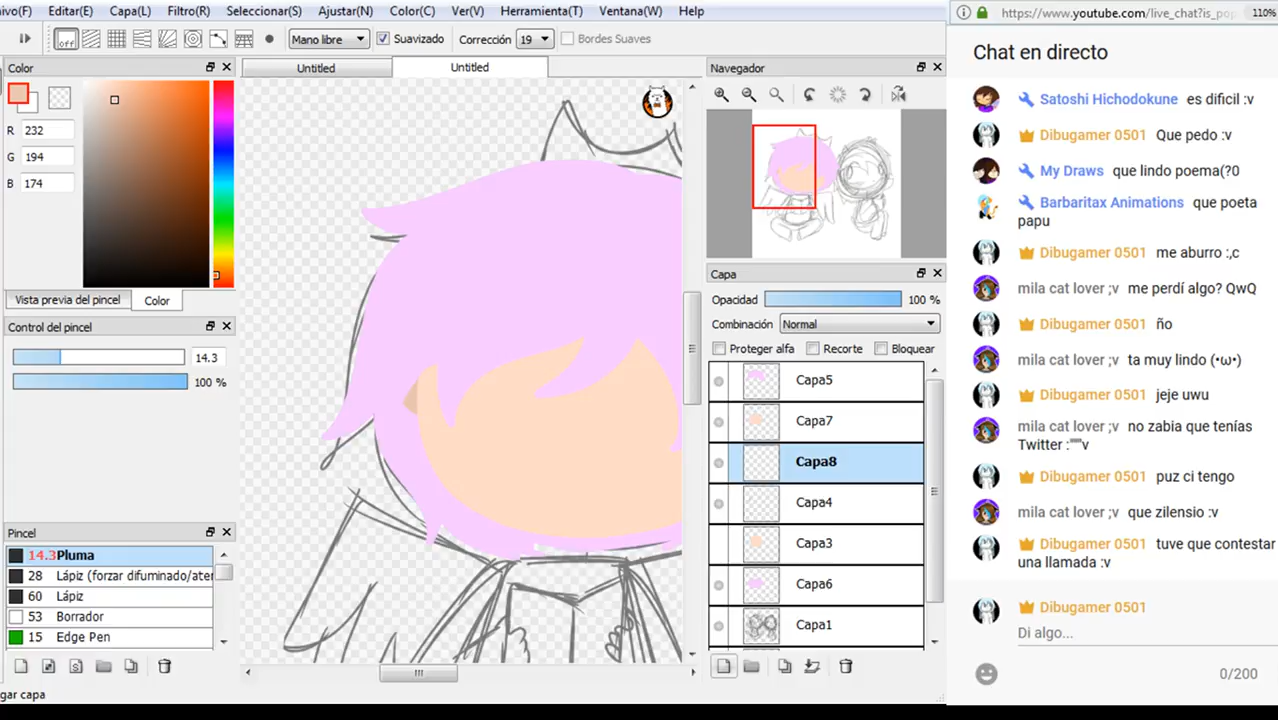 ivo(F) Editar(E) Capa(L) Filtro(R) Seleccionar(S) Ajustar(N) Color(C) Ver(V) Herramienta(T) Ventana(W) Help
off Mano libre Suavizado Corrección 19 Bordes Suaves
Color
R 232
G 194
B 174
Vista previa del pincel Color
Control del pincel
14.3
100 %
Pincel
14.3 Pluma
28 Lápiz (forzar difuminado/ater
60 Lápiz
53 Borrador
15 Edge Pen
gar capa
Untitled Untitled
Navegador
Capa
Opacidad 100 %
Combinación Normal
Proteger alfa Recorte Bloquear
Capa5
Capa7
Capa8
Capa4
Capa3
Capa6
Capa1
https://www.youtube.com/live_chat?is_pop 110%
Chat en directo
Satoshi Hichodokune es dificil :v
Dibugamer 0501 Que pedo :v
My Draws que lindo poema(?0
Barbaritax Animations que poeta
papu
Dibugamer 0501 me aburro :,c
mila cat lover ;v me perdí algo? QwQ
Dibugamer 0501 ño
mila cat lover ;v ta muy lindo (•ω•)
Dibugamer 0501 jeje uwu
mila cat lover ;v no zabia que tenías
Twitter :"""v
Dibugamer 0501 puz ci tengo
mila cat lover ;v que zilensio :v
Dibugamer 0501 tuve que contestar
una llamada :v
Dibugamer 0501
Di algo...
0/200